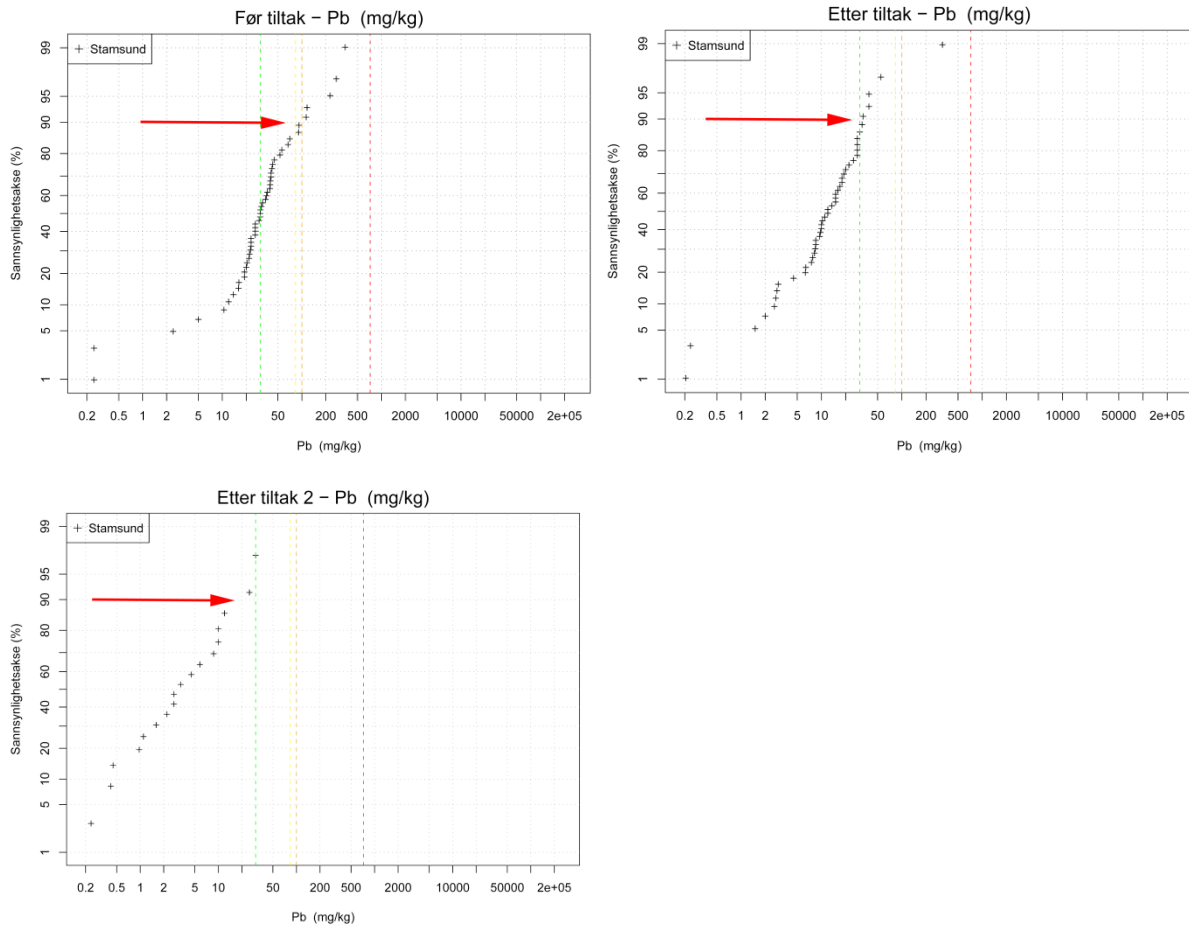 Før tiltak − Pb (mg/kg)
+ Stamsund
Sannsynlighetsakse (%)
99
95
90
80
60
40
20
10
5
1
0.2 0.5 1 2 5 10 50 200 500 2000 10000 50000 2e+05
Pb (mg/kg)
Etter tiltak − Pb (mg/kg)
+ Stamsund
Sannsynlighetsakse (%)
99
95
90
80
60
40
20
10
5
1
0.2 0.5 1 2 5 10 50 200 500 2000 10000 50000 2e+05
Pb (mg/kg)
Etter tiltak 2 − Pb (mg/kg)
+ Stamsund
Sannsynlighetsakse (%)
99
95
90
80
60
40
20
10
5
1
0.2 0.5 1 2 5 10 50 200 500 2000 10000 50000 2e+05
Pb (mg/kg)